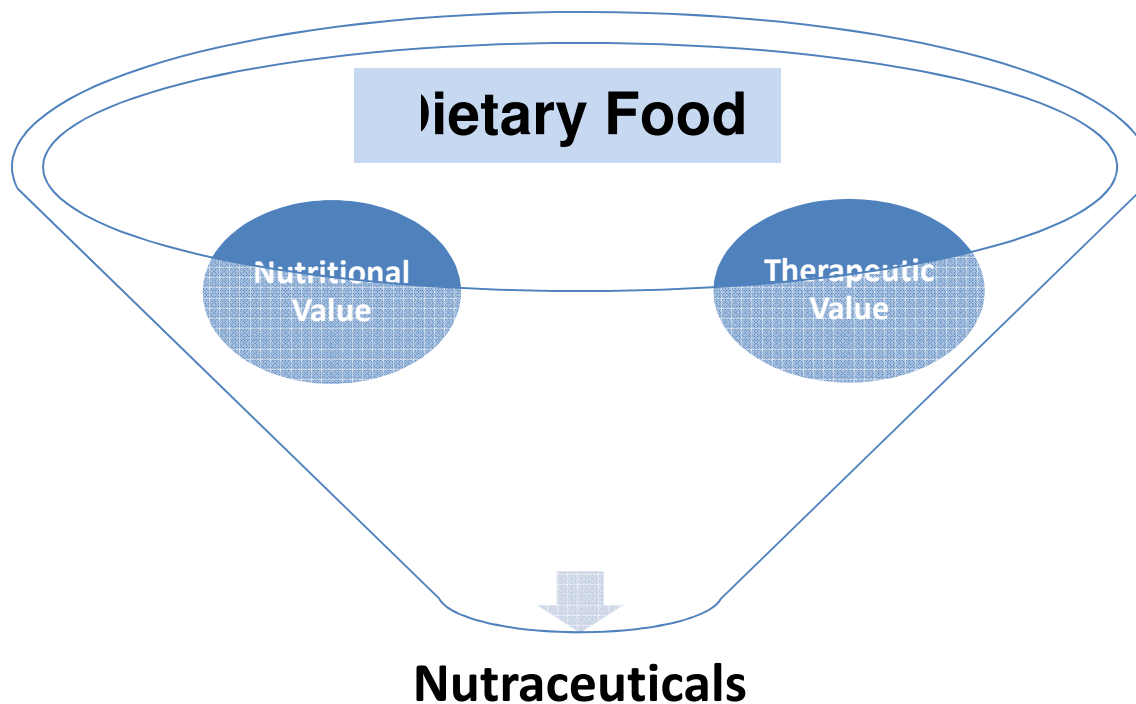 Dietary Food
Nutritional
Value
Therapeutic
Value
Nutraceuticals